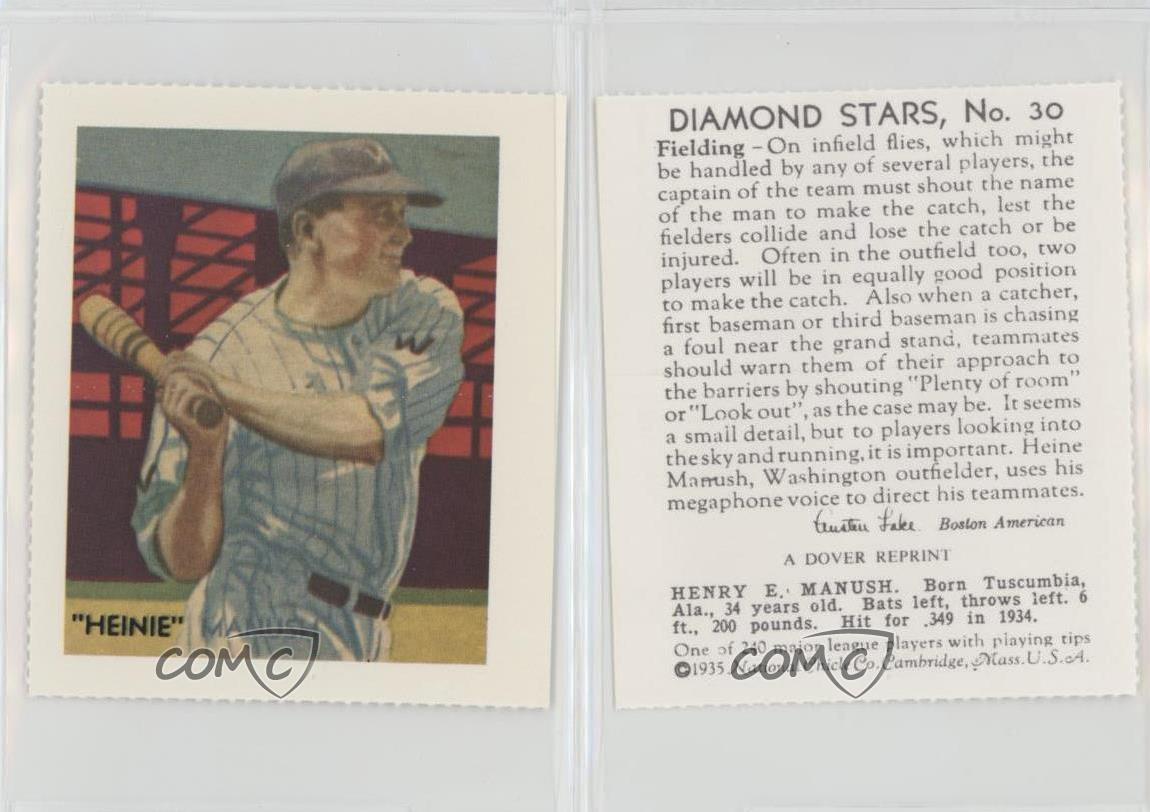 W
"HEINIE" MANUSH
COMC
DIAMOND STARS, No. 30
Fielding – On infield flies, which might
be handled by any of several players, the
captain of the team must shout the name
of the man to make the catch, lest the
fielders collide and lose the catch or be
injured. Often in the outfield too, two
players will be in equally good position
to make the catch. Also when a catcher,
first baseman or third baseman is chasing
a foul near the grand stand, teammates
should warn them of their approach to
the barriers by shouting "Plenty of room"
or "Look out", as the case may be. It seems
a small detail, but to players looking into
the sky and running, it is important. Heine
Manush, Washington outfielder, uses his
megaphone voice to direct his teammates.
Lake Boston American
A DOVER REPRINT
HENRY E. MANUSH. Born Tuscumbia,
Ala., 34 years old. Bats left, throws left. 6
ft., 200 pounds. Hit for .349 in 1934.
One of 240 major league players with playing tips
©1935 National Chicle Co. Cambridge, Mass. U.S.A.
COMC